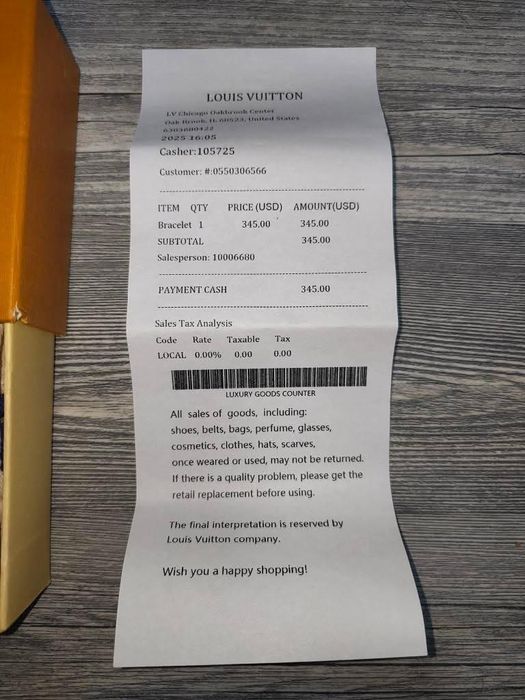 LOUIS VUITTON
LV Chicago Oakbrook Center
Oak Brook, IL 60523, United States
6303680422
2025 16:05
Casher:105725
Customer: #:0550306566
ITEM QTY PRICE(USD) AMOUNT(USD)
Bracelet 1 345.00 345.00
SUBTOTAL 345.00
Salesperson: 10006680
PAYMENT CASH 345.00
Sales Tax Analysis
Code Rate Taxable Tax
LOCAL 0.00% 0.00 0.00
LUXURY GOODS COUNTER
All sales of goods, including:
shoes, belts, bags, perfume, glasses,
cosmetics, clothes, hats, scarves,
once weared or used, may not be returned.
If there is a quality problem, please get the
retail replacement before using.
The final interpretation is reserved by
Louis Vuitton company.
Wish you a happy shopping!